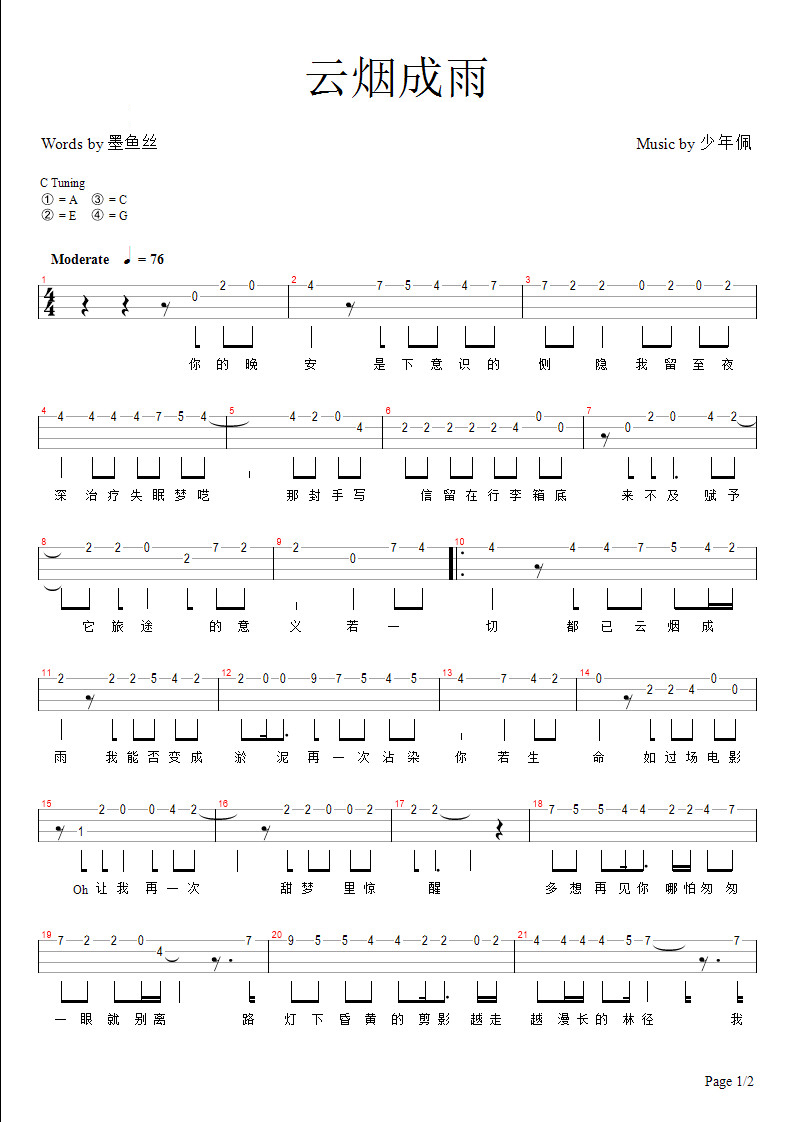 云烟成雨
Words by 墨鱼丝
Music by 少年佩
C Tuning
① = A ③ = C
② = E ④ = G
Moderate ♩ = 76
1 2 3
4 4 0 2 0 4 7 5 4 4 7 7 2 2 0 2 0 2
你的晚安 是下意识的恻隐我留至夜
4 5 6 7
4 4 4 4 7 5 4 4 2 0 4 2 2 2 2 2 4 0 0 0 2 0 4 2
深治疗失眠梦呓 那封手写信留在行李箱底 来不及赋予
8 9 10
2 2 0 2 7 2 2 0 7 4 4 4 4 7 5 4 2
它旅途的意义若一切都已云烟成
11 12 13 14
2 2 2 5 4 2 2 0 0 9 7 5 4 5 4 7 4 2 0 2 2 4 0 0
雨 我能否变成淤泥再一次沾染你若生命 如过场电影
15 16 17 18
1 2 0 0 4 2 2 2 0 0 2 2 2 7 5 5 4 4 2 2 4 7
Oh让我再一次 甜梦里惊醒 多想再见你哪怕匆匆
19 20 21
7 2 2 0 4 7 9 5 5 4 4 2 2 0 2 4 4 4 4 5 7 7
一眼就别离 路灯下昏黄的剪影越走越漫长的林径 我
Page 1/2